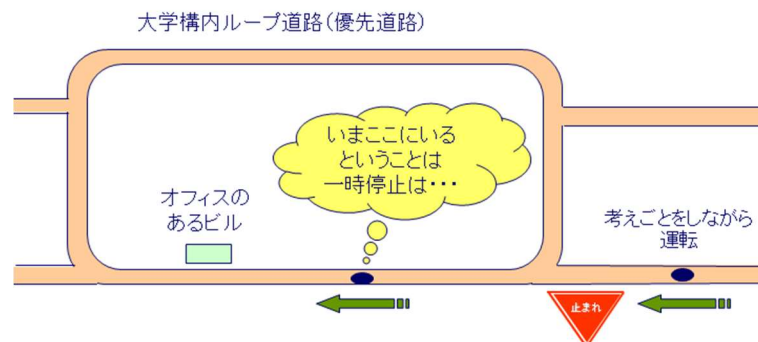 大学構内ループ道路(優先道路)
いまここにいる
ということは
一時停止は・・・
オフィスの
あるビル
考えごとをしながら
運転
止まれ